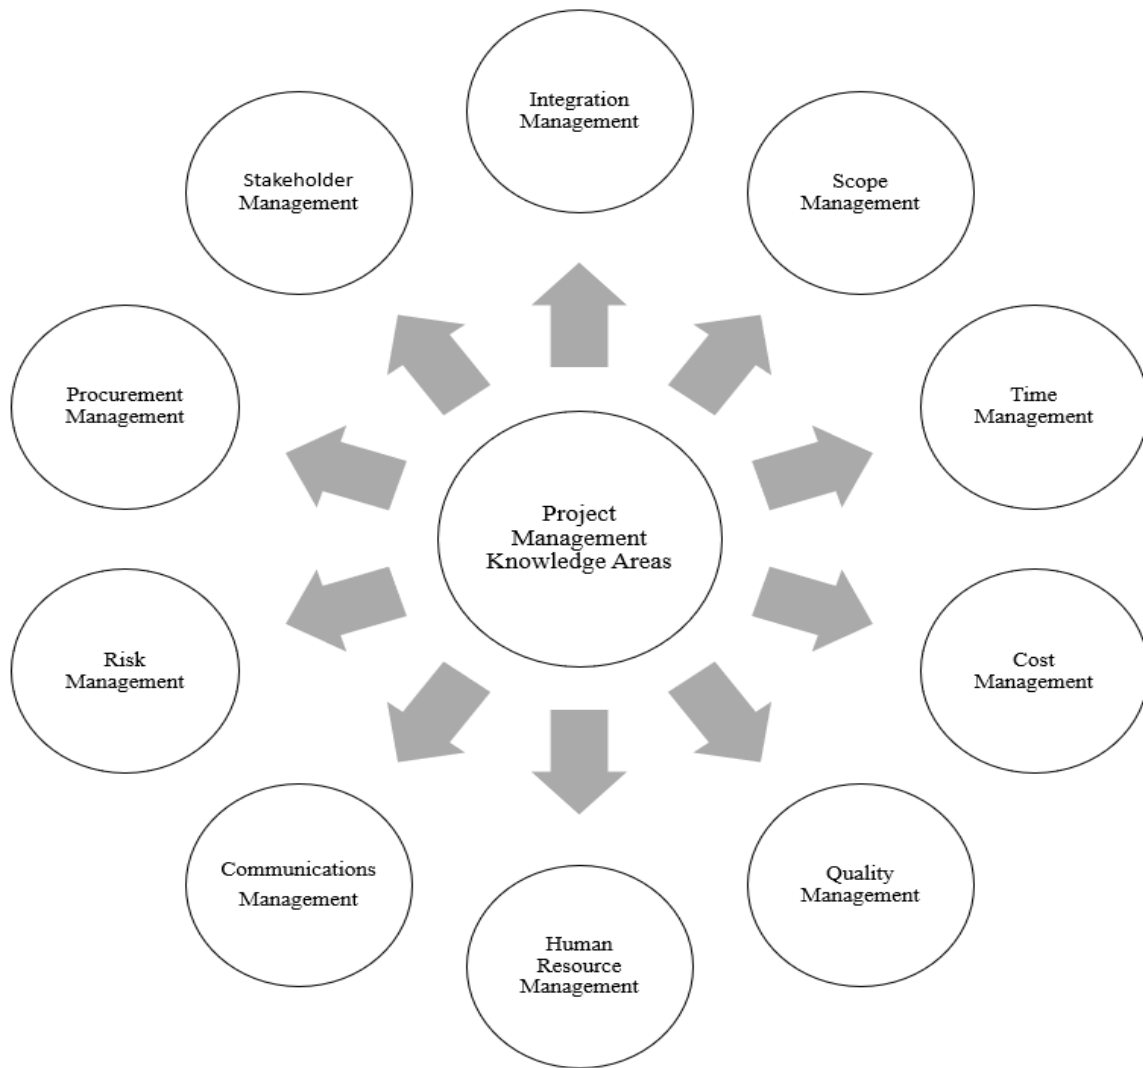 Integration
Management
Scope
Management
Time
Management
Cost
Management
Quality
Management
Human
Resource
Management
Communications
Management
Risk
Management
Procurement
Management
Stakeholder
Management
Project
Management
Knowledge Areas